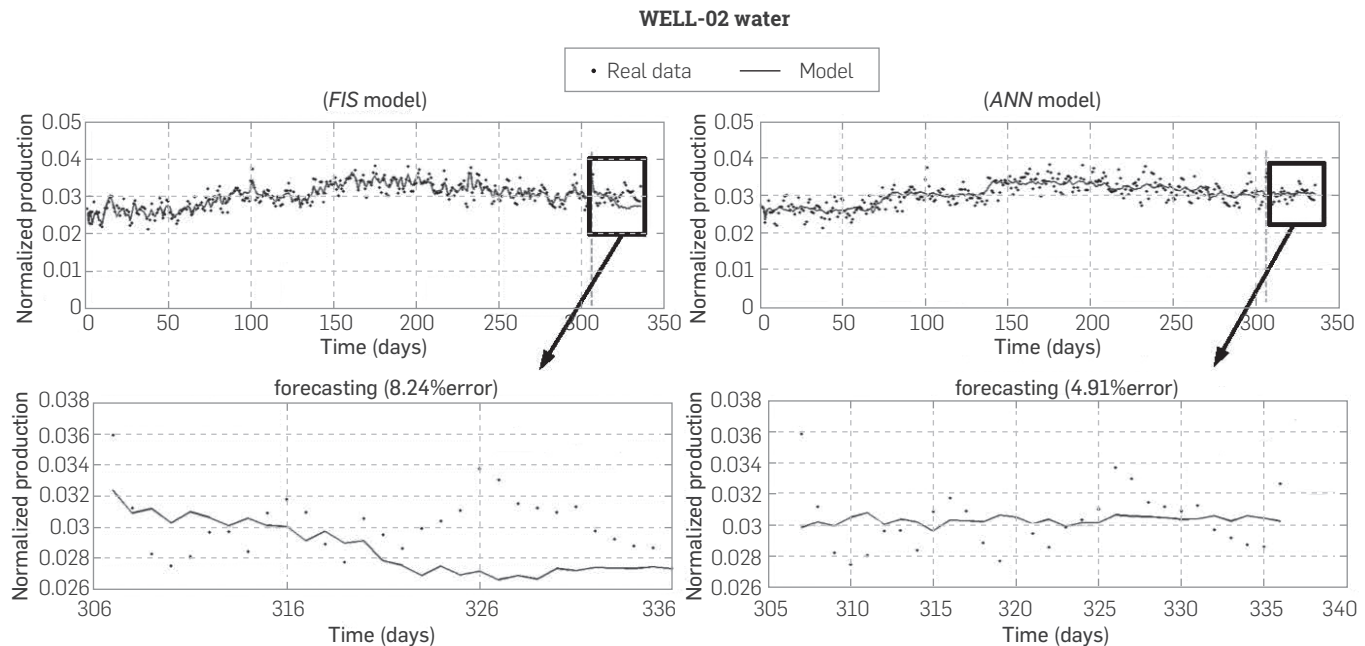 WELL-02 water
Real data
Model
(FIS model)
Normalized production
0.05
0.04
0.03
0.02
0.01
0
0 50 100 150 200 250 300 350
Time (days)
(ANN model)
Normalized production
0.05
0.04
0.03
0.02
0.01
0
0 50 100 150 200 250 300 350
Time (days)
forecasting (8.24%error)
Normalized production
0.038
0.036
0.034
0.032
0.03
0.028
0.026
306 316 326 336
Time (days)
forecasting (4.91%error)
Normalized production
0.038
0.036
0.034
0.032
0.03
0.028
0.026
305 310 315 320 325 330 335 340
Time (days)